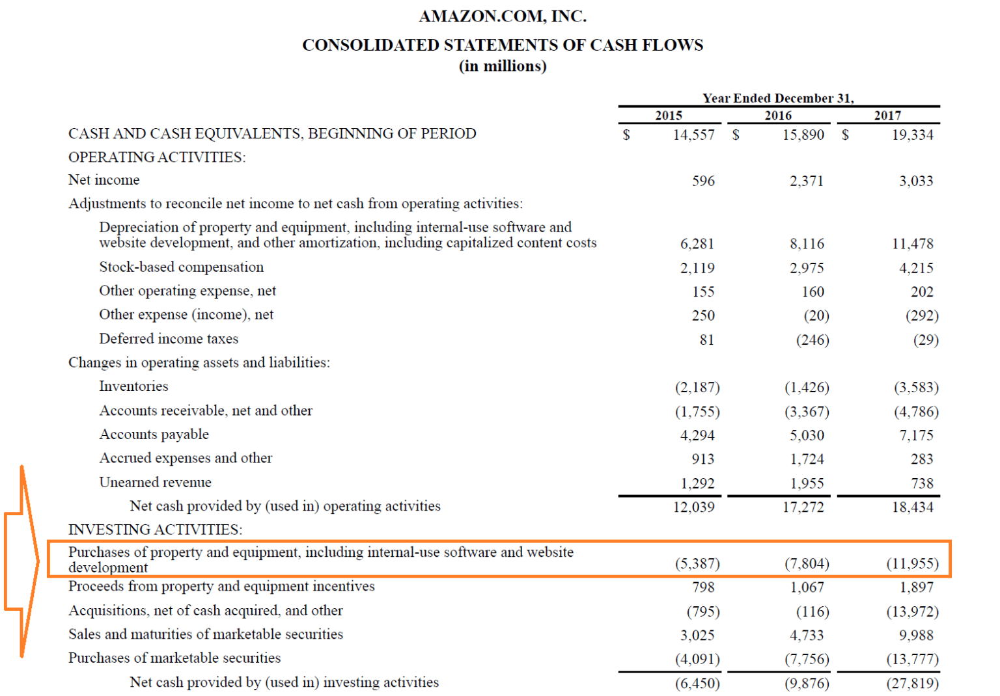 AMAZON.COM, INC.
CONSOLIDATED STATEMENTS OF CASH FLOWS
(in millions)
Year Ended December 31,
2015 2016 2017
CASH AND CASH EQUIVALENTS, BEGINNING OF PERIOD $ 14,557 $ 15,890 $ 19,334
OPERATING ACTIVITIES:
Net income 596 2,371 3,033
Adjustments to reconcile net income to net cash from operating activities:
Depreciation of property and equipment, including internal-use software and
website development, and other amortization, including capitalized content costs 6,281 8,116 11,478
Stock-based compensation 2,119 2,975 4,215
Other operating expense, net 155 160 202
Other expense (income), net 250 (20) (292)
Deferred income taxes 81 (246) (29)
Changes in operating assets and liabilities:
Inventories (2,187) (1,426) (3,583)
Accounts receivable, net and other (1,755) (3,367) (4,786)
Accounts payable 4,294 5,030 7,175
Accrued expenses and other 913 1,724 283
Unearned revenue 1,292 1,955 738
Net cash provided by (used in) operating activities 12,039 17,272 18,434
INVESTING ACTIVITIES:
Purchases of property and equipment, including internal-use software and website
development (5,387) (7,804) (11,955)
Proceeds from property and equipment incentives 798 1,067 1,897
Acquisitions, net of cash acquired, and other (795) (116) (13,972)
Sales and maturities of marketable securities 3,025 4,733 9,988
Purchases of marketable securities (4,091) (7,756) (13,777)
Net cash provided by (used in) investing activities (6,450) (9,876) (27,819)